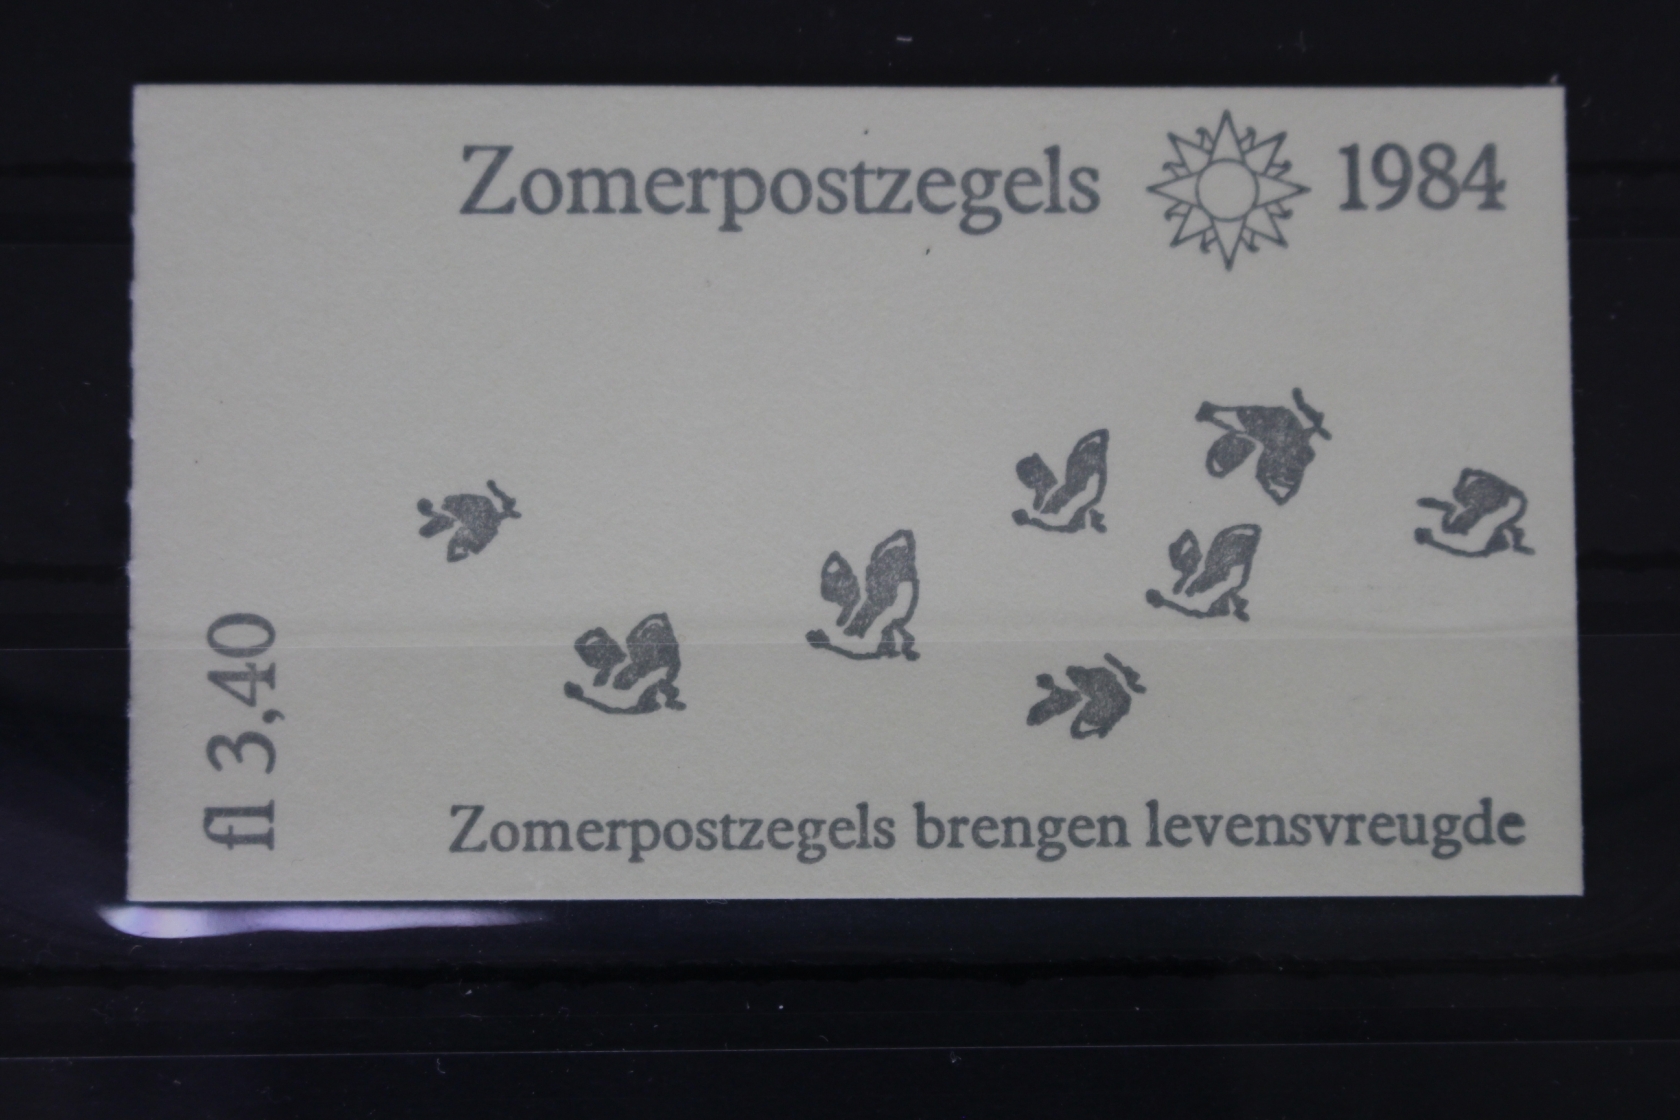 Zomerpostzegels 1984
fl 3,40
Zomerpostzegels brengen levensvreugde